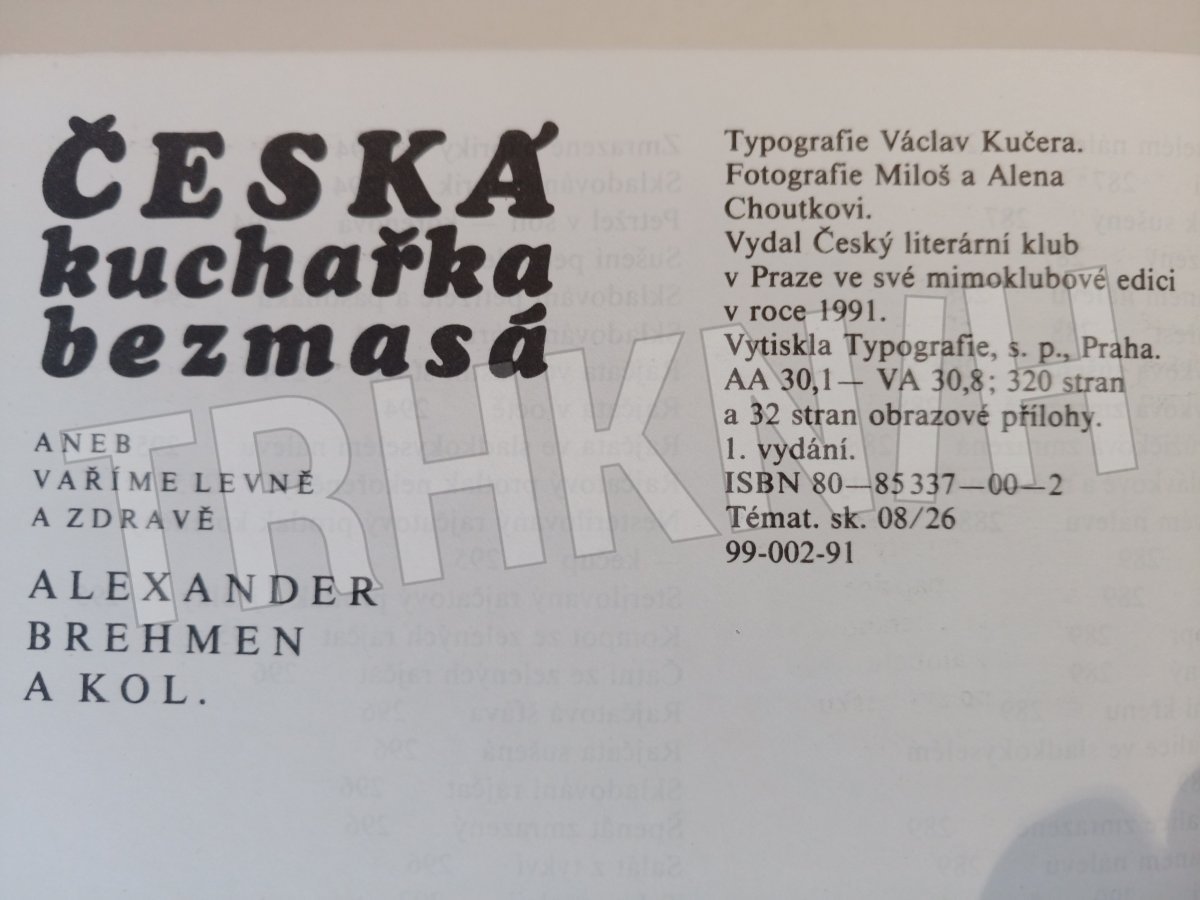 ČESKÁ
kuchařka
bezmasá
ANEB
VAŘÍME LEVNĚ
A ZDRAVĚ
ALEXANDER
BREHMEN
A KOL.
Typografie Václav Kučera.
Fotografie Miloš a Alena
Choutkovi.
Vydal Český literární klub
v Praze ve své mimoklubové edici
v roce 1991.
Vytiskla Typografie, s. p., Praha.
AA 30,1— VA 30,8; 320 stran
a 32 stran obrazové přílohy.
1. vydání.
ISBN 80—85337—00—2
Témat. sk. 08/26
99-002-91
TRHKNIH